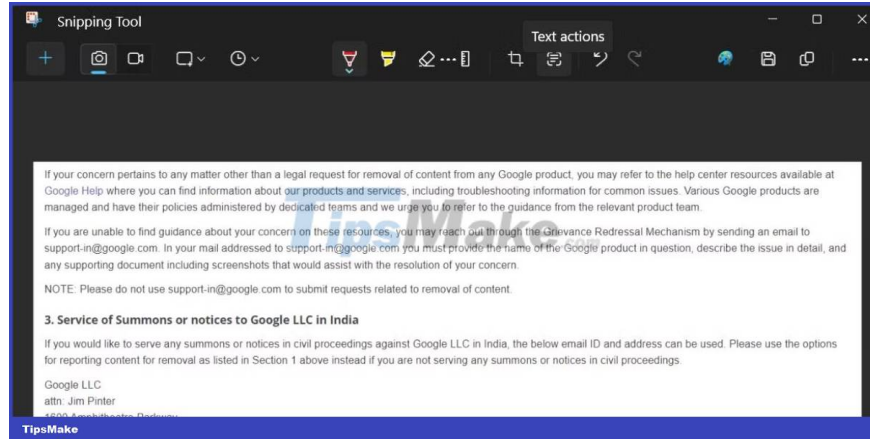 Snipping Tool
Text actions
If your concern pertains to any matter other than a legal request for removal of content from any Google product, you may refer to the help center resources available at
Google Help where you can find information about our products and services, including troubleshooting information for common issues. Various Google products are
managed and have their policies administered by dedicated teams and we urge you to refer to the guidance from the relevant product team.
If you are unable to find guidance about your concern on these resources, you may reach out through the Grievance Redressal Mechanism by sending an email to
support-in@google.com. In your mail addressed to support-in@google.com you must provide the name of the Google product in question, describe the issue in detail, and
any supporting document including screenshots that would assist with the resolution of your concern.
TipsMake.com
NOTE: Please do not use support-in@google.com to submit requests related to removal of content.
3. Service of Summons or notices to Google LLC in India
If you would like to serve any summons or notices in civil proceedings against Google LLC in India, the below email ID and address can be used. Please use the options
for reporting content for removal as listed in Section 1 above instead if you are not serving any summons or notices in civil proceedings.
Google LLC
attn: Jim Pinter
1600 Amphitheatre Parkway
TipsMake